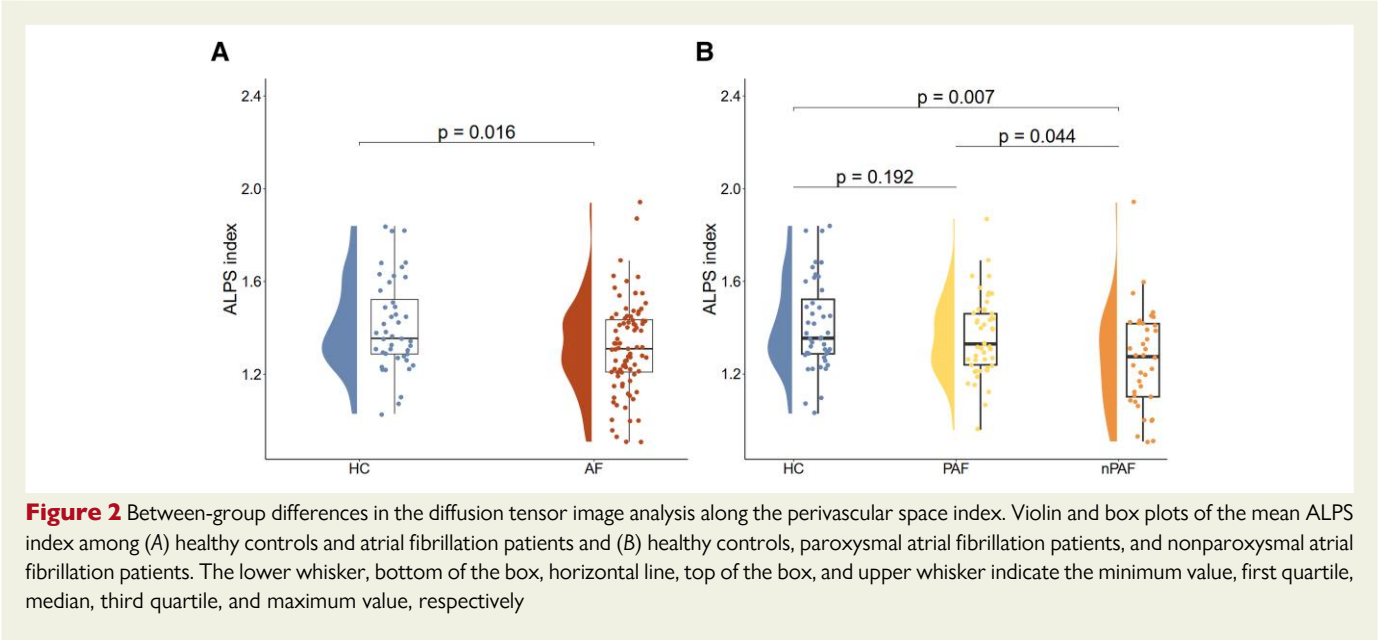 A
B
2.4
2.0
1.6
1.2
ALPS index
p = 0.016
HC
AF
2.4
2.0
1.6
1.2
ALPS index
p = 0.007
p = 0.044
p = 0.192
HC
PAF
nPAF
Figure 2 Between-group differences in the diffusion tensor image analysis along the perivascular space index. Violin and box plots of the mean ALPS
index among (A) healthy controls and atrial fibrillation patients and (B) healthy controls, paroxysmal atrial fibrillation patients, and nonparoxysmal atrial
fibrillation patients. The lower whisker, bottom of the box, horizontal line, top of the box, and upper whisker indicate the minimum value, first quartile,
median, third quartile, and maximum value, respectively